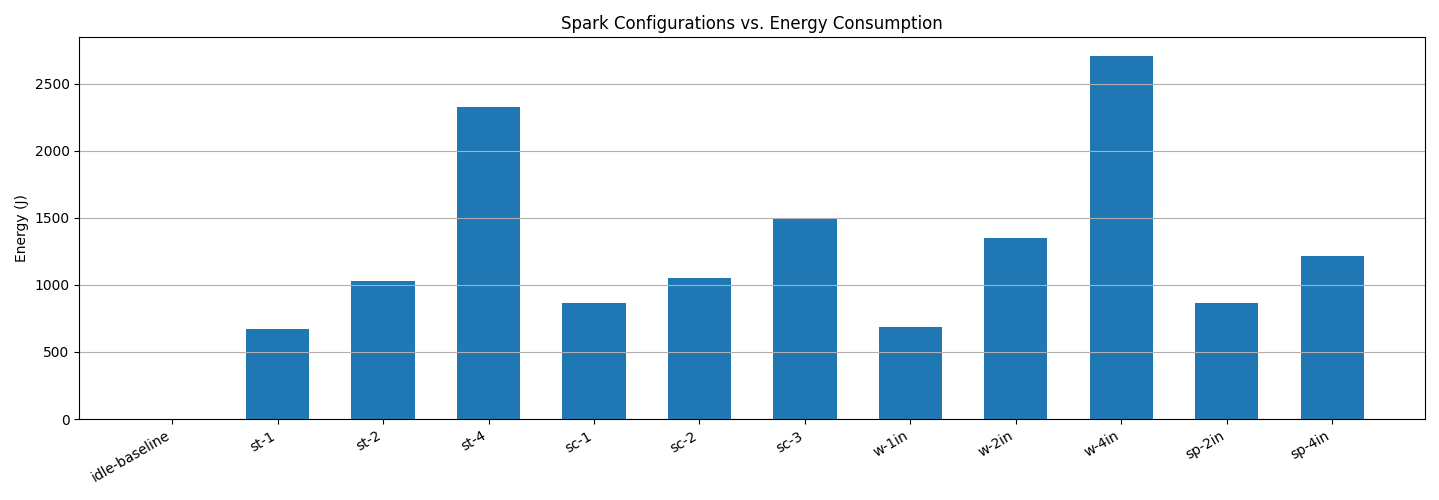 Spark Configurations vs. Energy Consumption
Energy (J)
2500
2000
1500
1000
500
0
idle-baseline
st-1
st-2
st-4
sc-1
sc-2
sc-3
w-1in
w-2in
w-4in
sp-2in
sp-4in